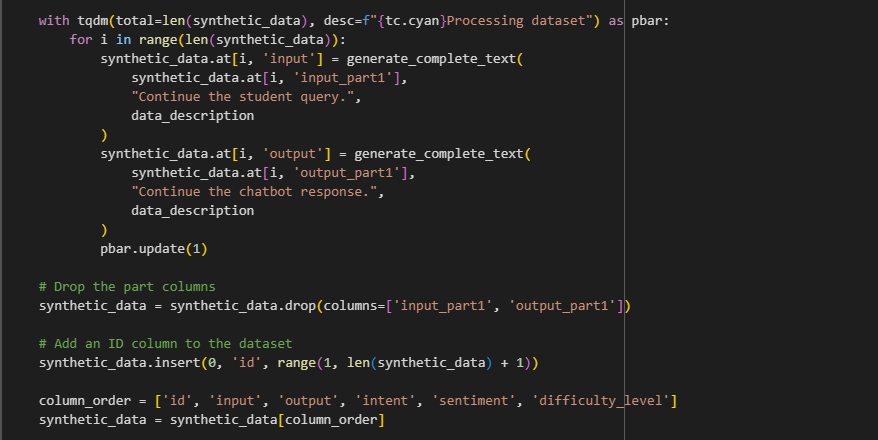 with tqdm(total=len(synthetic_data), desc=f"{tc.cyan}Processing dataset") as pbar:
    for i in range(len(synthetic_data)):
        synthetic_data.at[i, 'input'] = generate_complete_text(
            synthetic_data.at[i, 'input_part1'],
            "Continue the student query.",
            data_description
        )
        synthetic_data.at[i, 'output'] = generate_complete_text(
            synthetic_data.at[i, 'output_part1'],
            "Continue the chatbot response.",
            data_description
        )
        pbar.update(1)

# Drop the part columns
synthetic_data = synthetic_data.drop(columns=['input_part1', 'output_part1'])

# Add an ID column to the dataset
synthetic_data.insert(0, 'id', range(1, len(synthetic_data) + 1))

column_order = ['id', 'input', 'output', 'intent', 'sentiment', 'difficulty_level']
synthetic_data = synthetic_data[column_order]